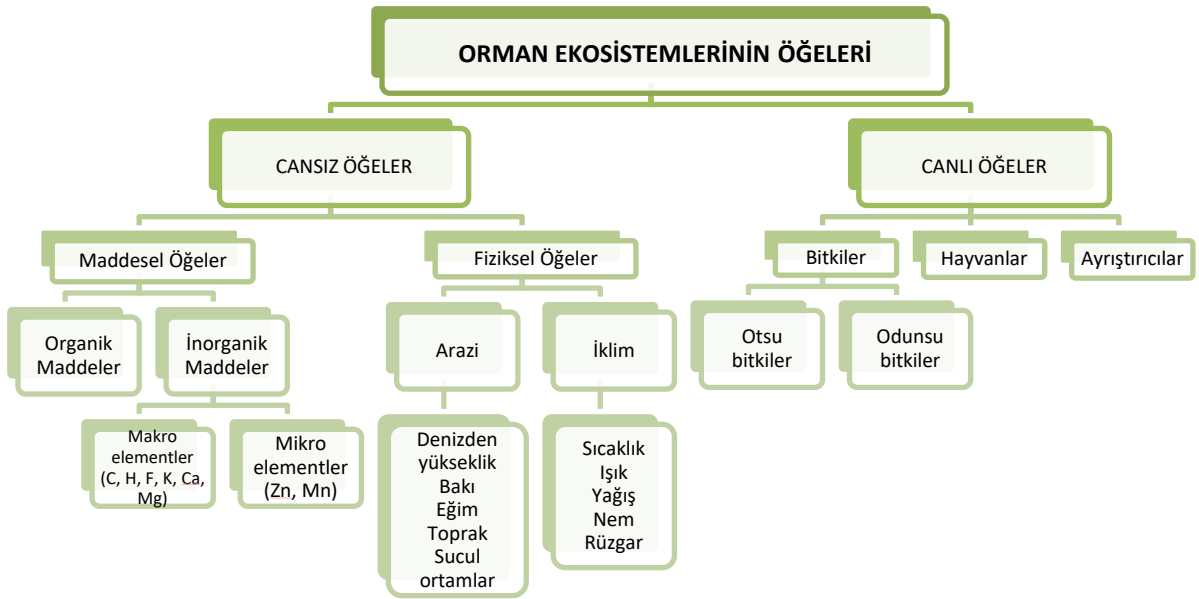 ORMAN EKOSİSTEMLERİNİN ÖĞELERİ
CANSIZ ÖĞELER
CANLI ÖĞELER
Maddesel Öğeler
Fiziksel Öğeler
Bitkiler
Hayvanlar
Ayrıştırıcılar
Organik
Maddeler
İnorganik
Maddeler
Arazi
İklim
Otsu
bitkiler
Odunsu
bitkiler
Makro
elementler
(C, H, F, K, Ca,
Mg)
Mikro
elementler
(Zn, Mn)
Denizden
yükseklik
Bakı
Eğim
Toprak
Sucul
ortamlar
Sıcaklık
Işık
Yağış
Nem
Rüzgar